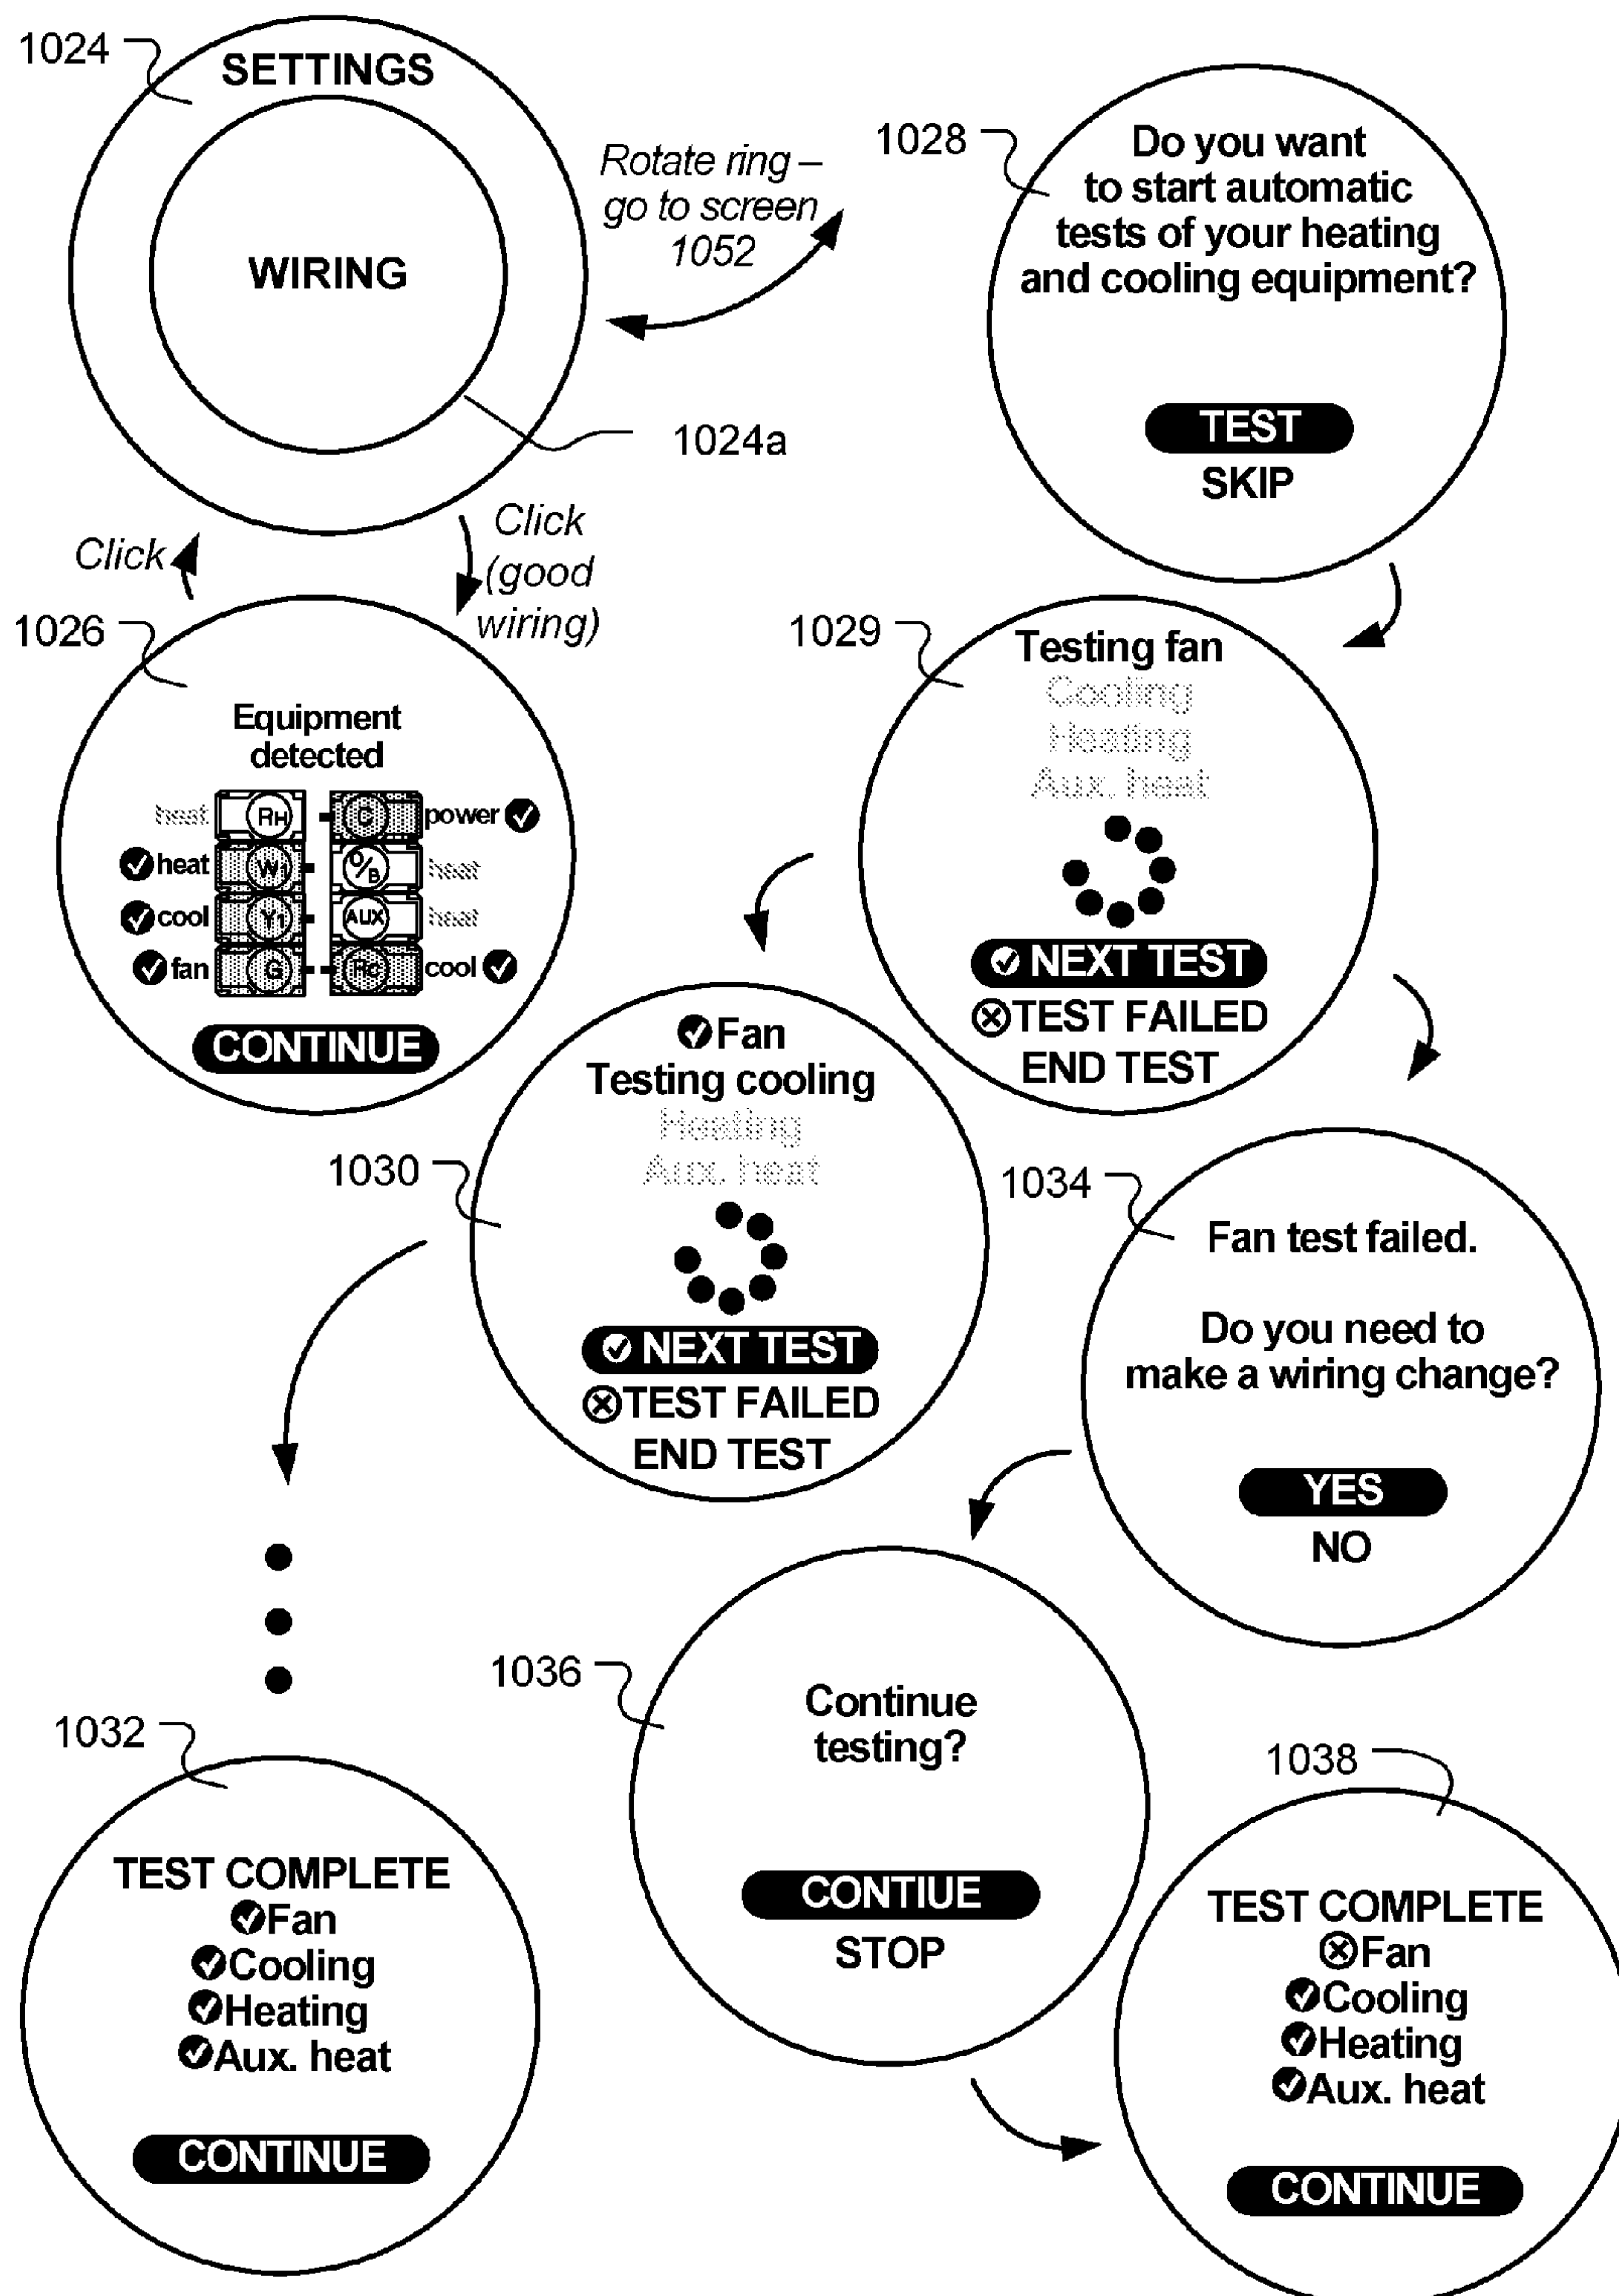 1024
SETTINGS
WIRING
1024a
Rotate ring –
go to screen
1052
1028
Do you want
to start automatic
tests of your heating
and cooling equipment?
TEST
SKIP
Click
Click
(good
wiring)
1026
Equipment
detected
heat RH C power
heat W1 O/B heat
cool Y1 AUX heat
fan G Rc cool
CONTINUE
1029
Testing fan
Cooling
Heating
Aux. heat
NEXT TEST
TEST FAILED
END TEST
1030
Fan
Testing cooling
Heating
Aux. heat
NEXT TEST
TEST FAILED
END TEST
1034
Fan test failed.
Do you need to
make a wiring change?
YES
NO
1036
Continue
testing?
CONTIUE
STOP
1032
TEST COMPLETE
Fan
Cooling
Heating
Aux. heat
CONTINUE
1038
TEST COMPLETE
Fan
Cooling
Heating
Aux. heat
CONTINUE